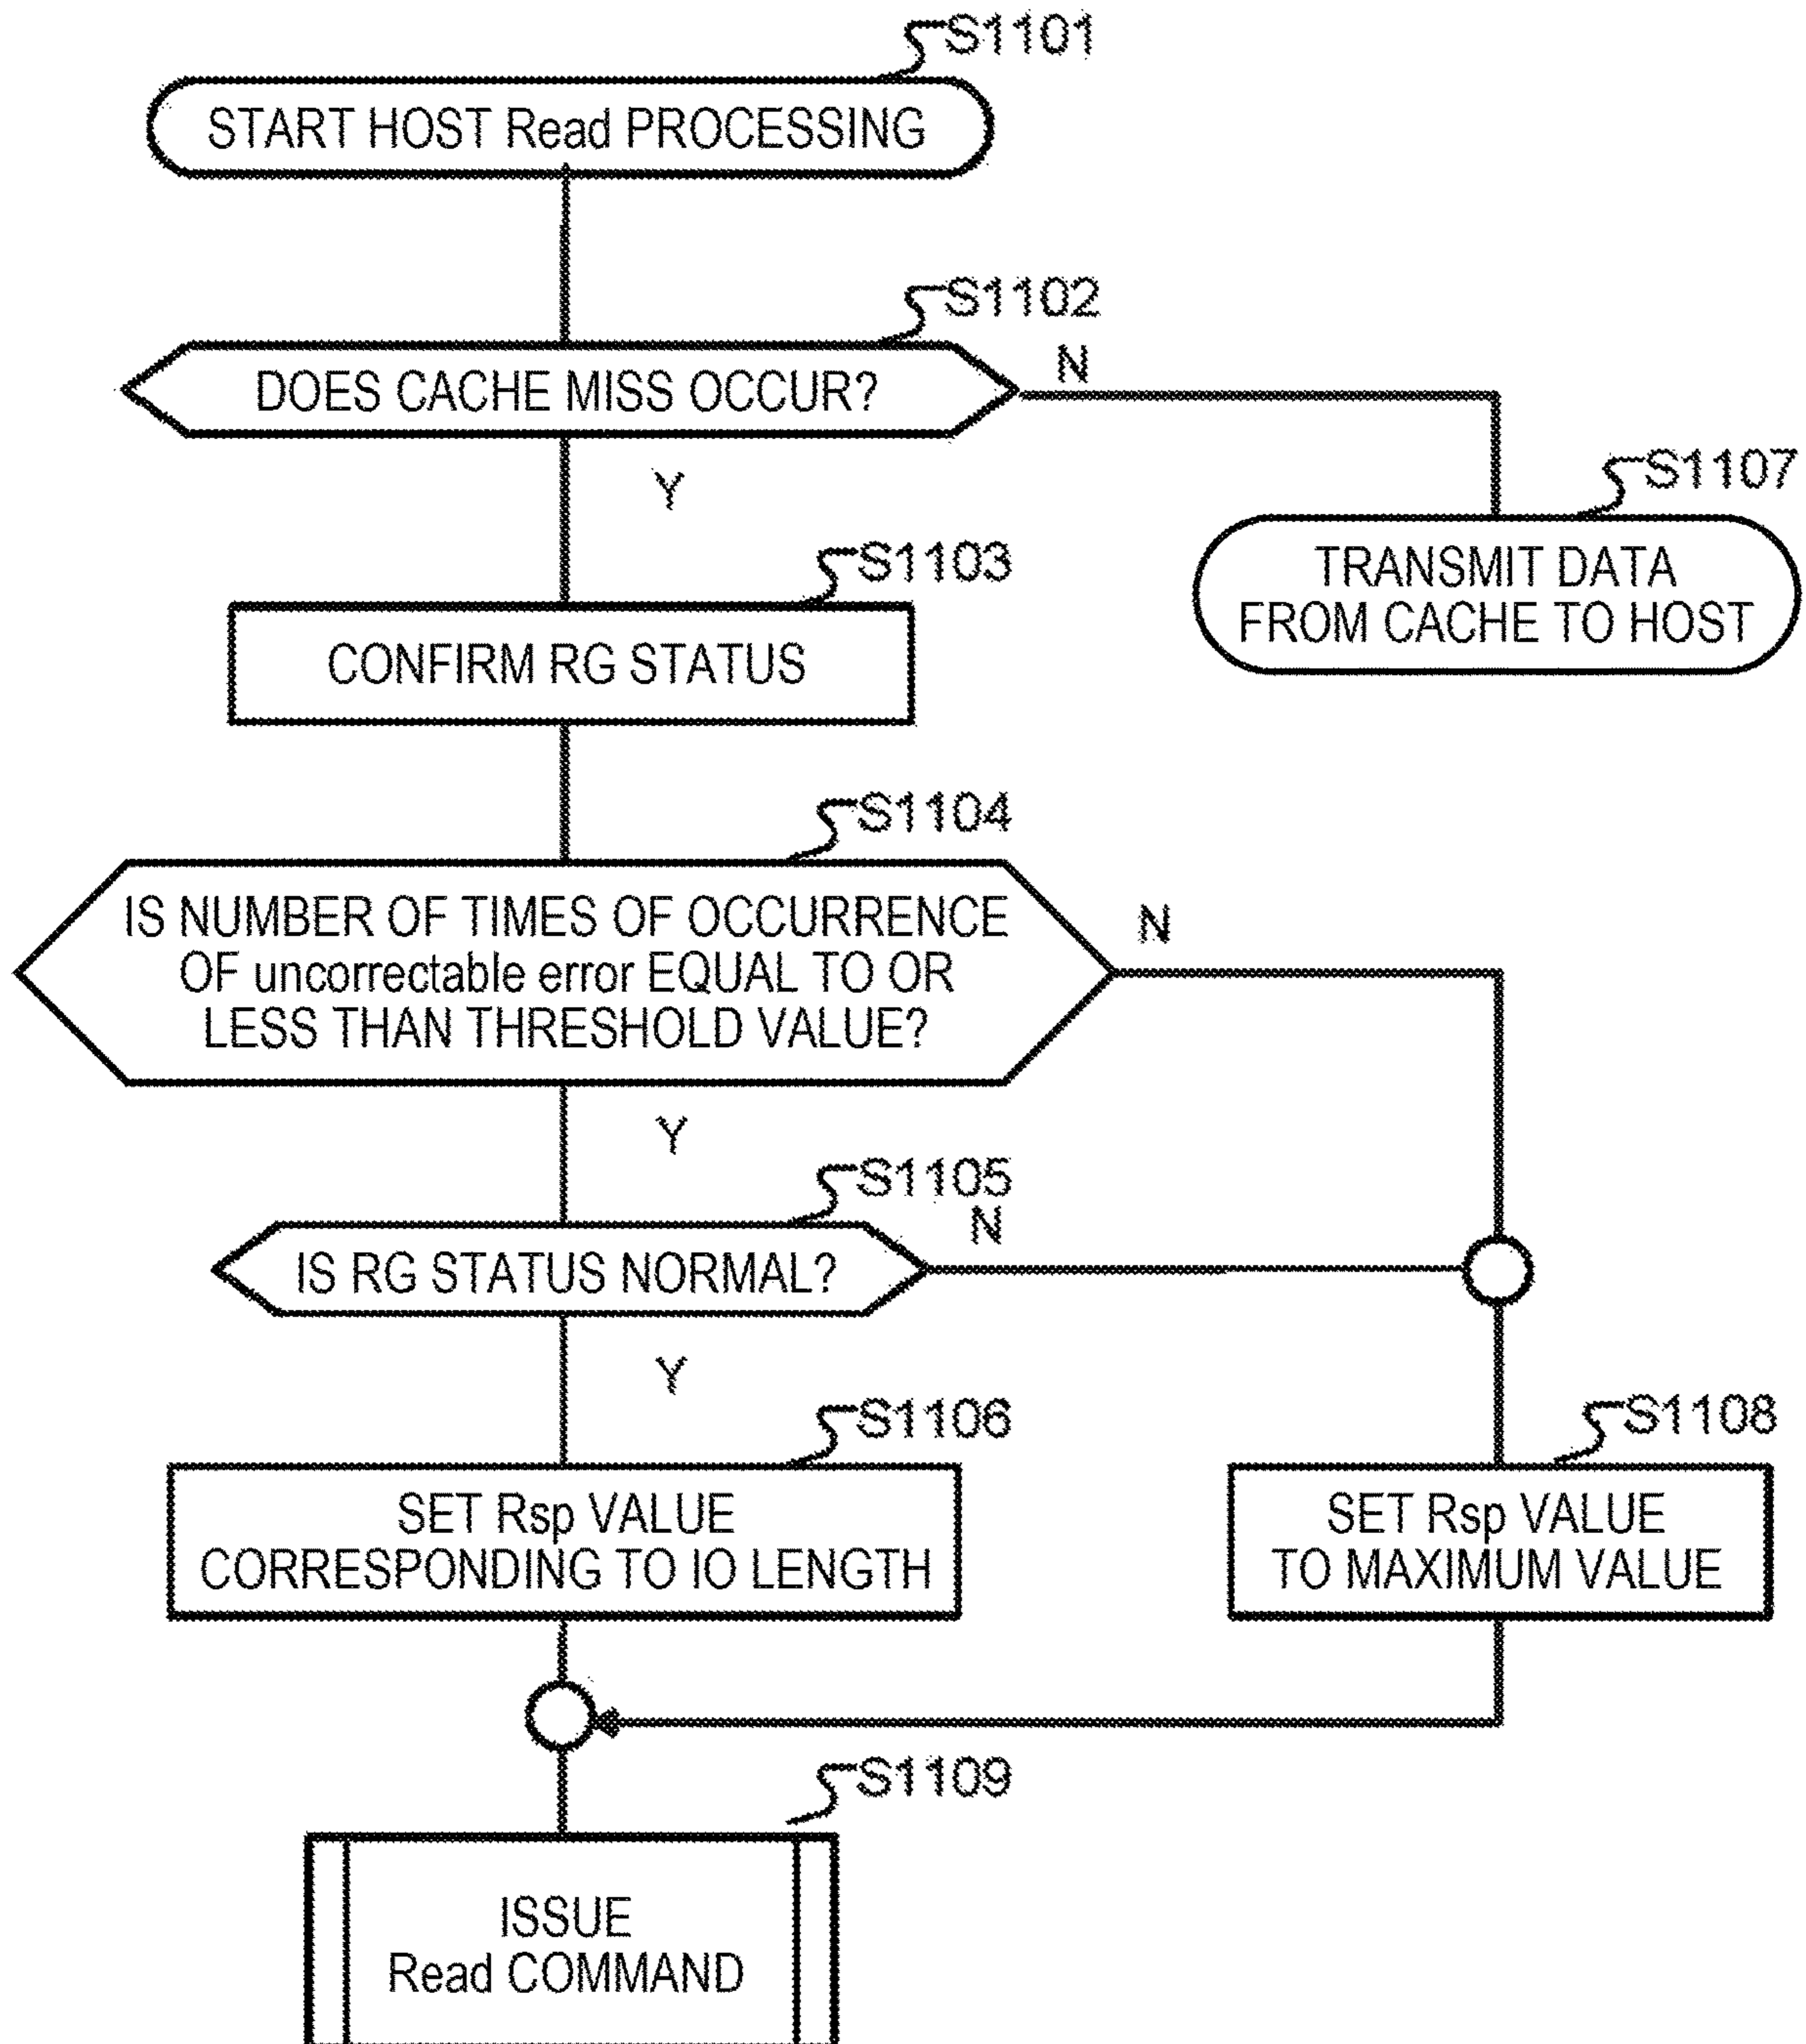 S1101
START HOST Read PROCESSING
S1102
DOES CACHE MISS OCCUR?
N
Y
S1107
TRANSMIT DATA
FROM CACHE TO HOST
S1103
CONFIRM RG STATUS
S1104
IS NUMBER OF TIMES OF OCCURRENCE
OF uncorrectable error EQUAL TO OR
LESS THAN THRESHOLD VALUE?
N
Y
S1105
IS RG STATUS NORMAL?
N
Y
S1106
SET Rsp VALUE
CORRESPONDING TO IO LENGTH
S1108
SET Rsp VALUE
TO MAXIMUM VALUE
S1109
ISSUE
Read COMMAND